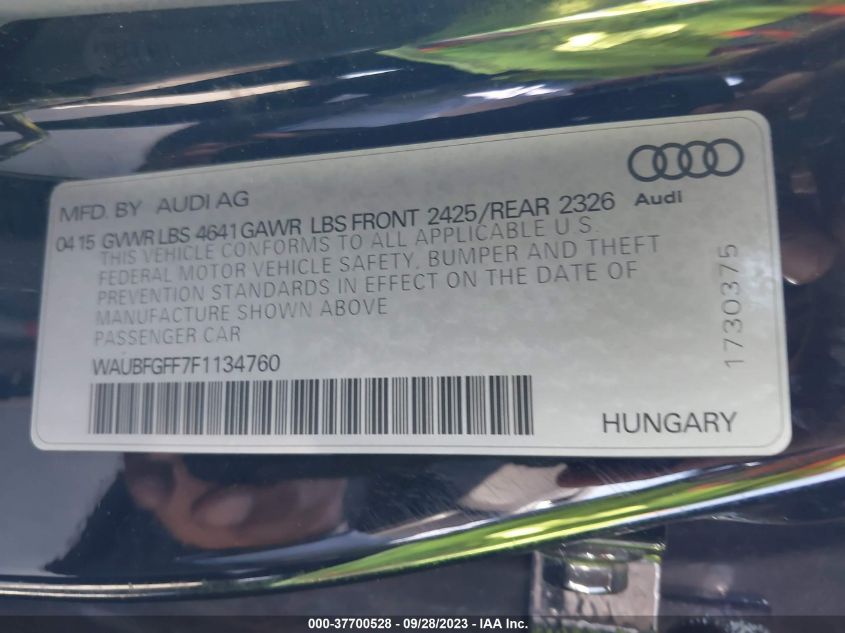 MFD. BY AUDI AG
Audi
04 15 GVWR LBS 4641 GAWR LBS FRONT 2425/REAR 2326
THIS VEHICLE CONFORMS TO ALL APPLICABLE U.S.
FEDERAL MOTOR VEHICLE SAFETY, BUMPER AND THEFT
PREVENTION STANDARDS IN EFFECT ON THE DATE OF
MANUFACTURE SHOWN ABOVE
PASSENGER CAR
WAUBFGFF7F1134760
HUNGARY
1730375
000-37700528 - 09/28/2023 - IAA Inc.